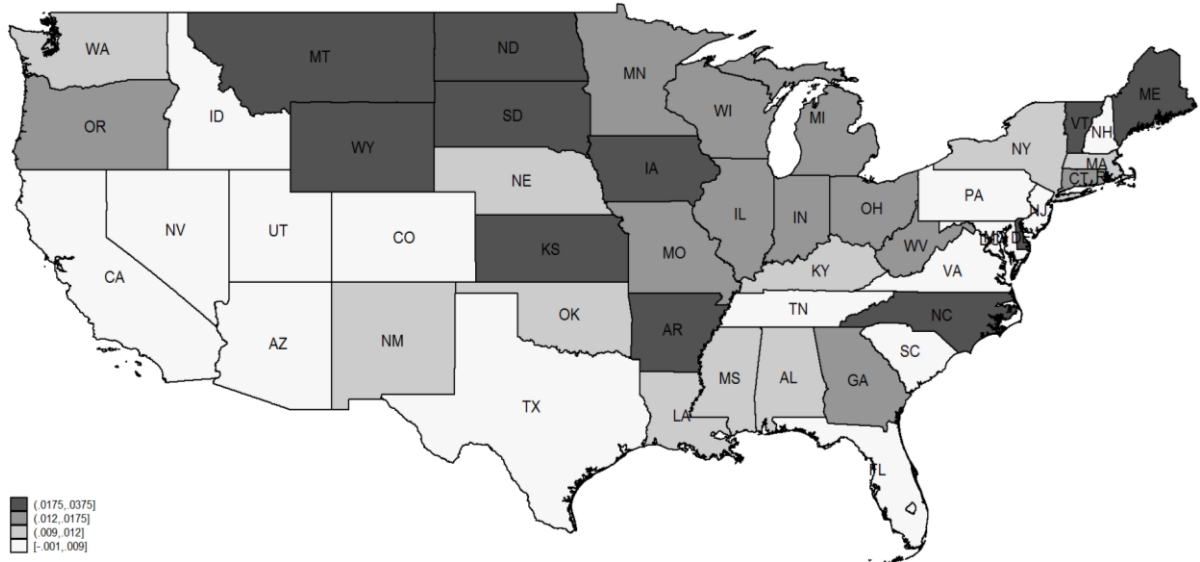 WA
MT
ND
MN
ME
OR
ID
WY
SD
WI
MI
VT
NH
NY
MA
CT
NE
IA
PA
NJ
NV
UT
CO
KS
MO
IL
IN
OH
WV
VA
KY
CA
AZ
NM
OK
AR
TN
NC
SC
TX
LA
MS
AL
GA
FL
(.0175,.0375]
(.012,.0175]
(.009,.012]
[-.001,.009]